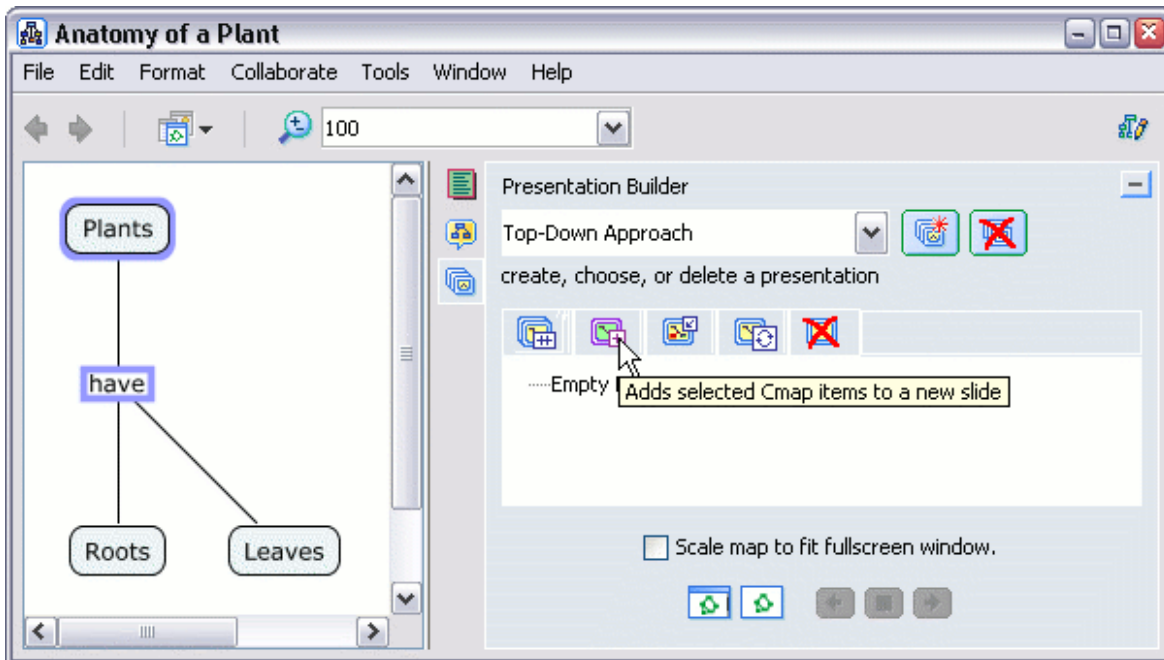 Anatomy of a Plant
File Edit Format Collaborate Tools Window Help
100
Plants
have
Roots
Leaves
Presentation Builder
Top-Down Approach
create, choose, or delete a presentation
Empty
Adds selected Cmap items to a new slide
Scale map to fit fullscreen window.